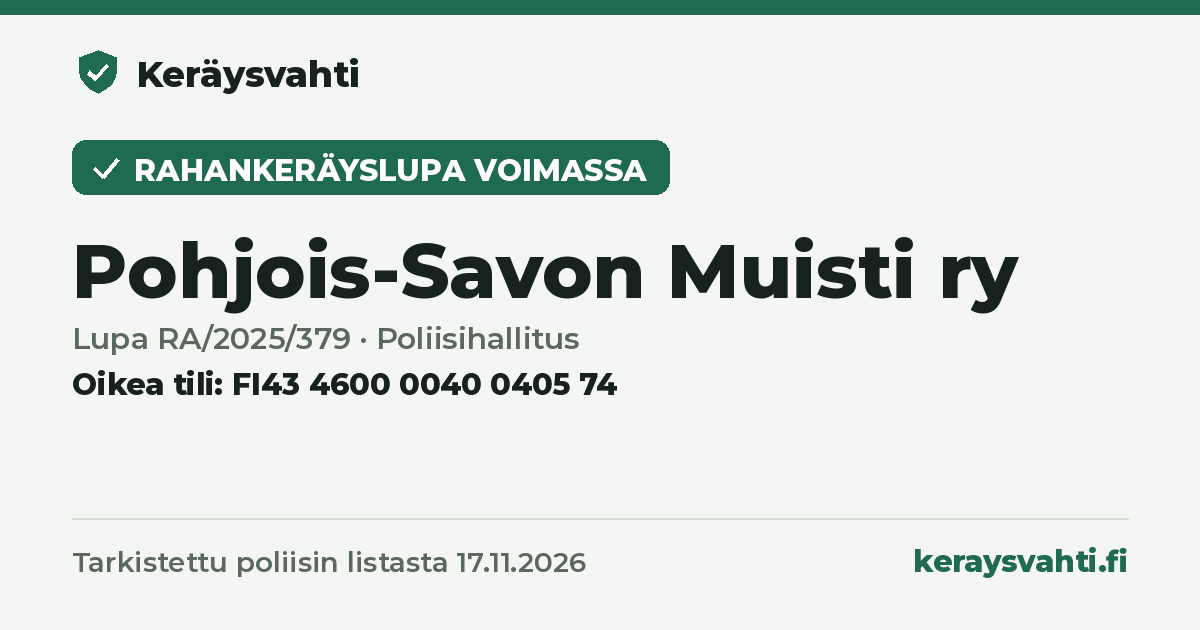 Keräysvahti
RAHANKERÄYSLUPA VOIMASSA
Pohjois-Savon Muisti ry
Lupa RA/2025/379 · Poliisihallitus
Oikea tili: FI43 4600 0040 0405 74
Tarkistettu poliisin listasta 17.11.2026
keraysvahti.fi